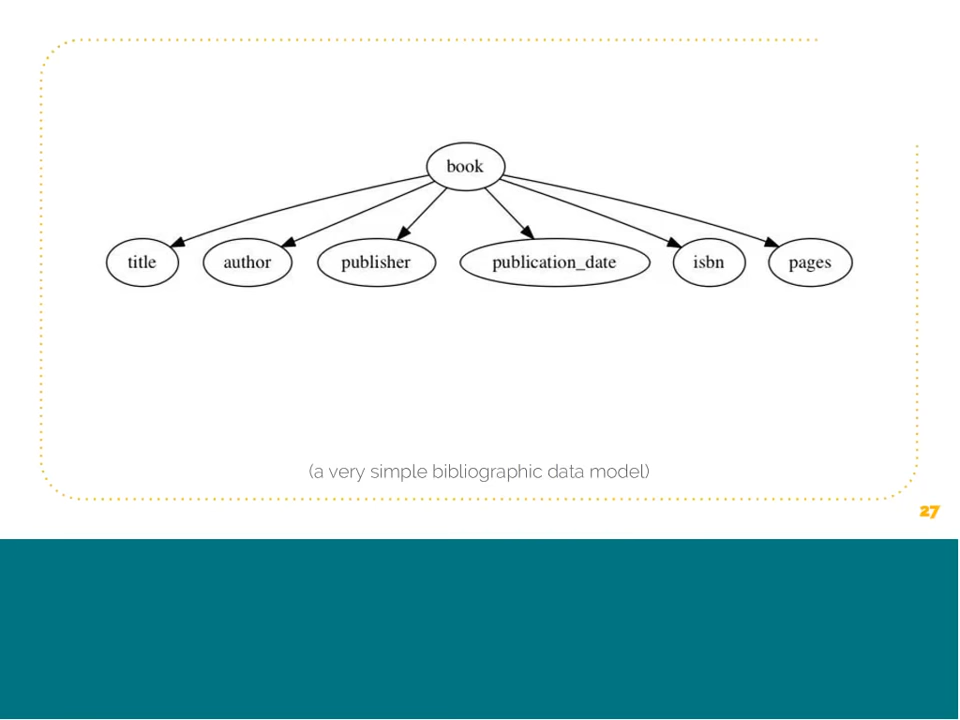 book
title author publisher publication_date isbn pages
(a very simple bibliographic data model)
27